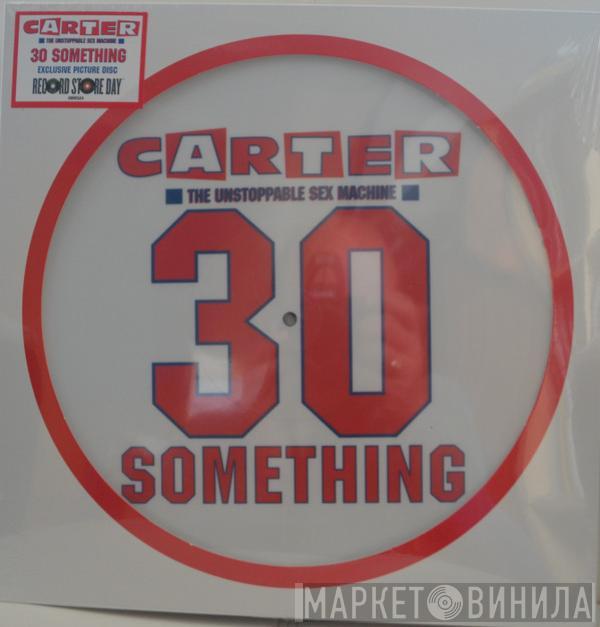 CARTER
THE UNSTOPPABLE SEX MACHINE
30 SOMETHING
EXCLUSIVE PICTURE DISC
RECORD STORE DAY
CARTER
THE UNSTOPPABLE SEX MACHINE
30
SOMETHING
МАРКЕТ ВИНИЛА